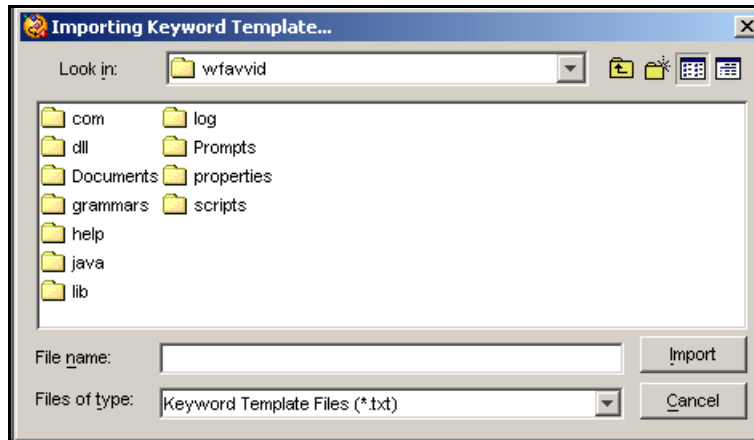 Importing Keyword Template...
Look in: wfavvid
com log
dll Prompts
Documents properties
grammars scripts
help
java
lib
File name: Import
Files of type: Keyword Template Files (*.txt) Cancel